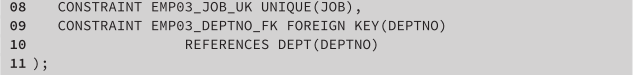 08 CONSTRAINT EMP03_JOB_UK UNIQUE(JOB),
09 CONSTRAINT EMP03_DEPTNO_FK FOREIGN KEY(DEPTNO)
10 REFERENCES DEPT(DEPTNO)
11 );